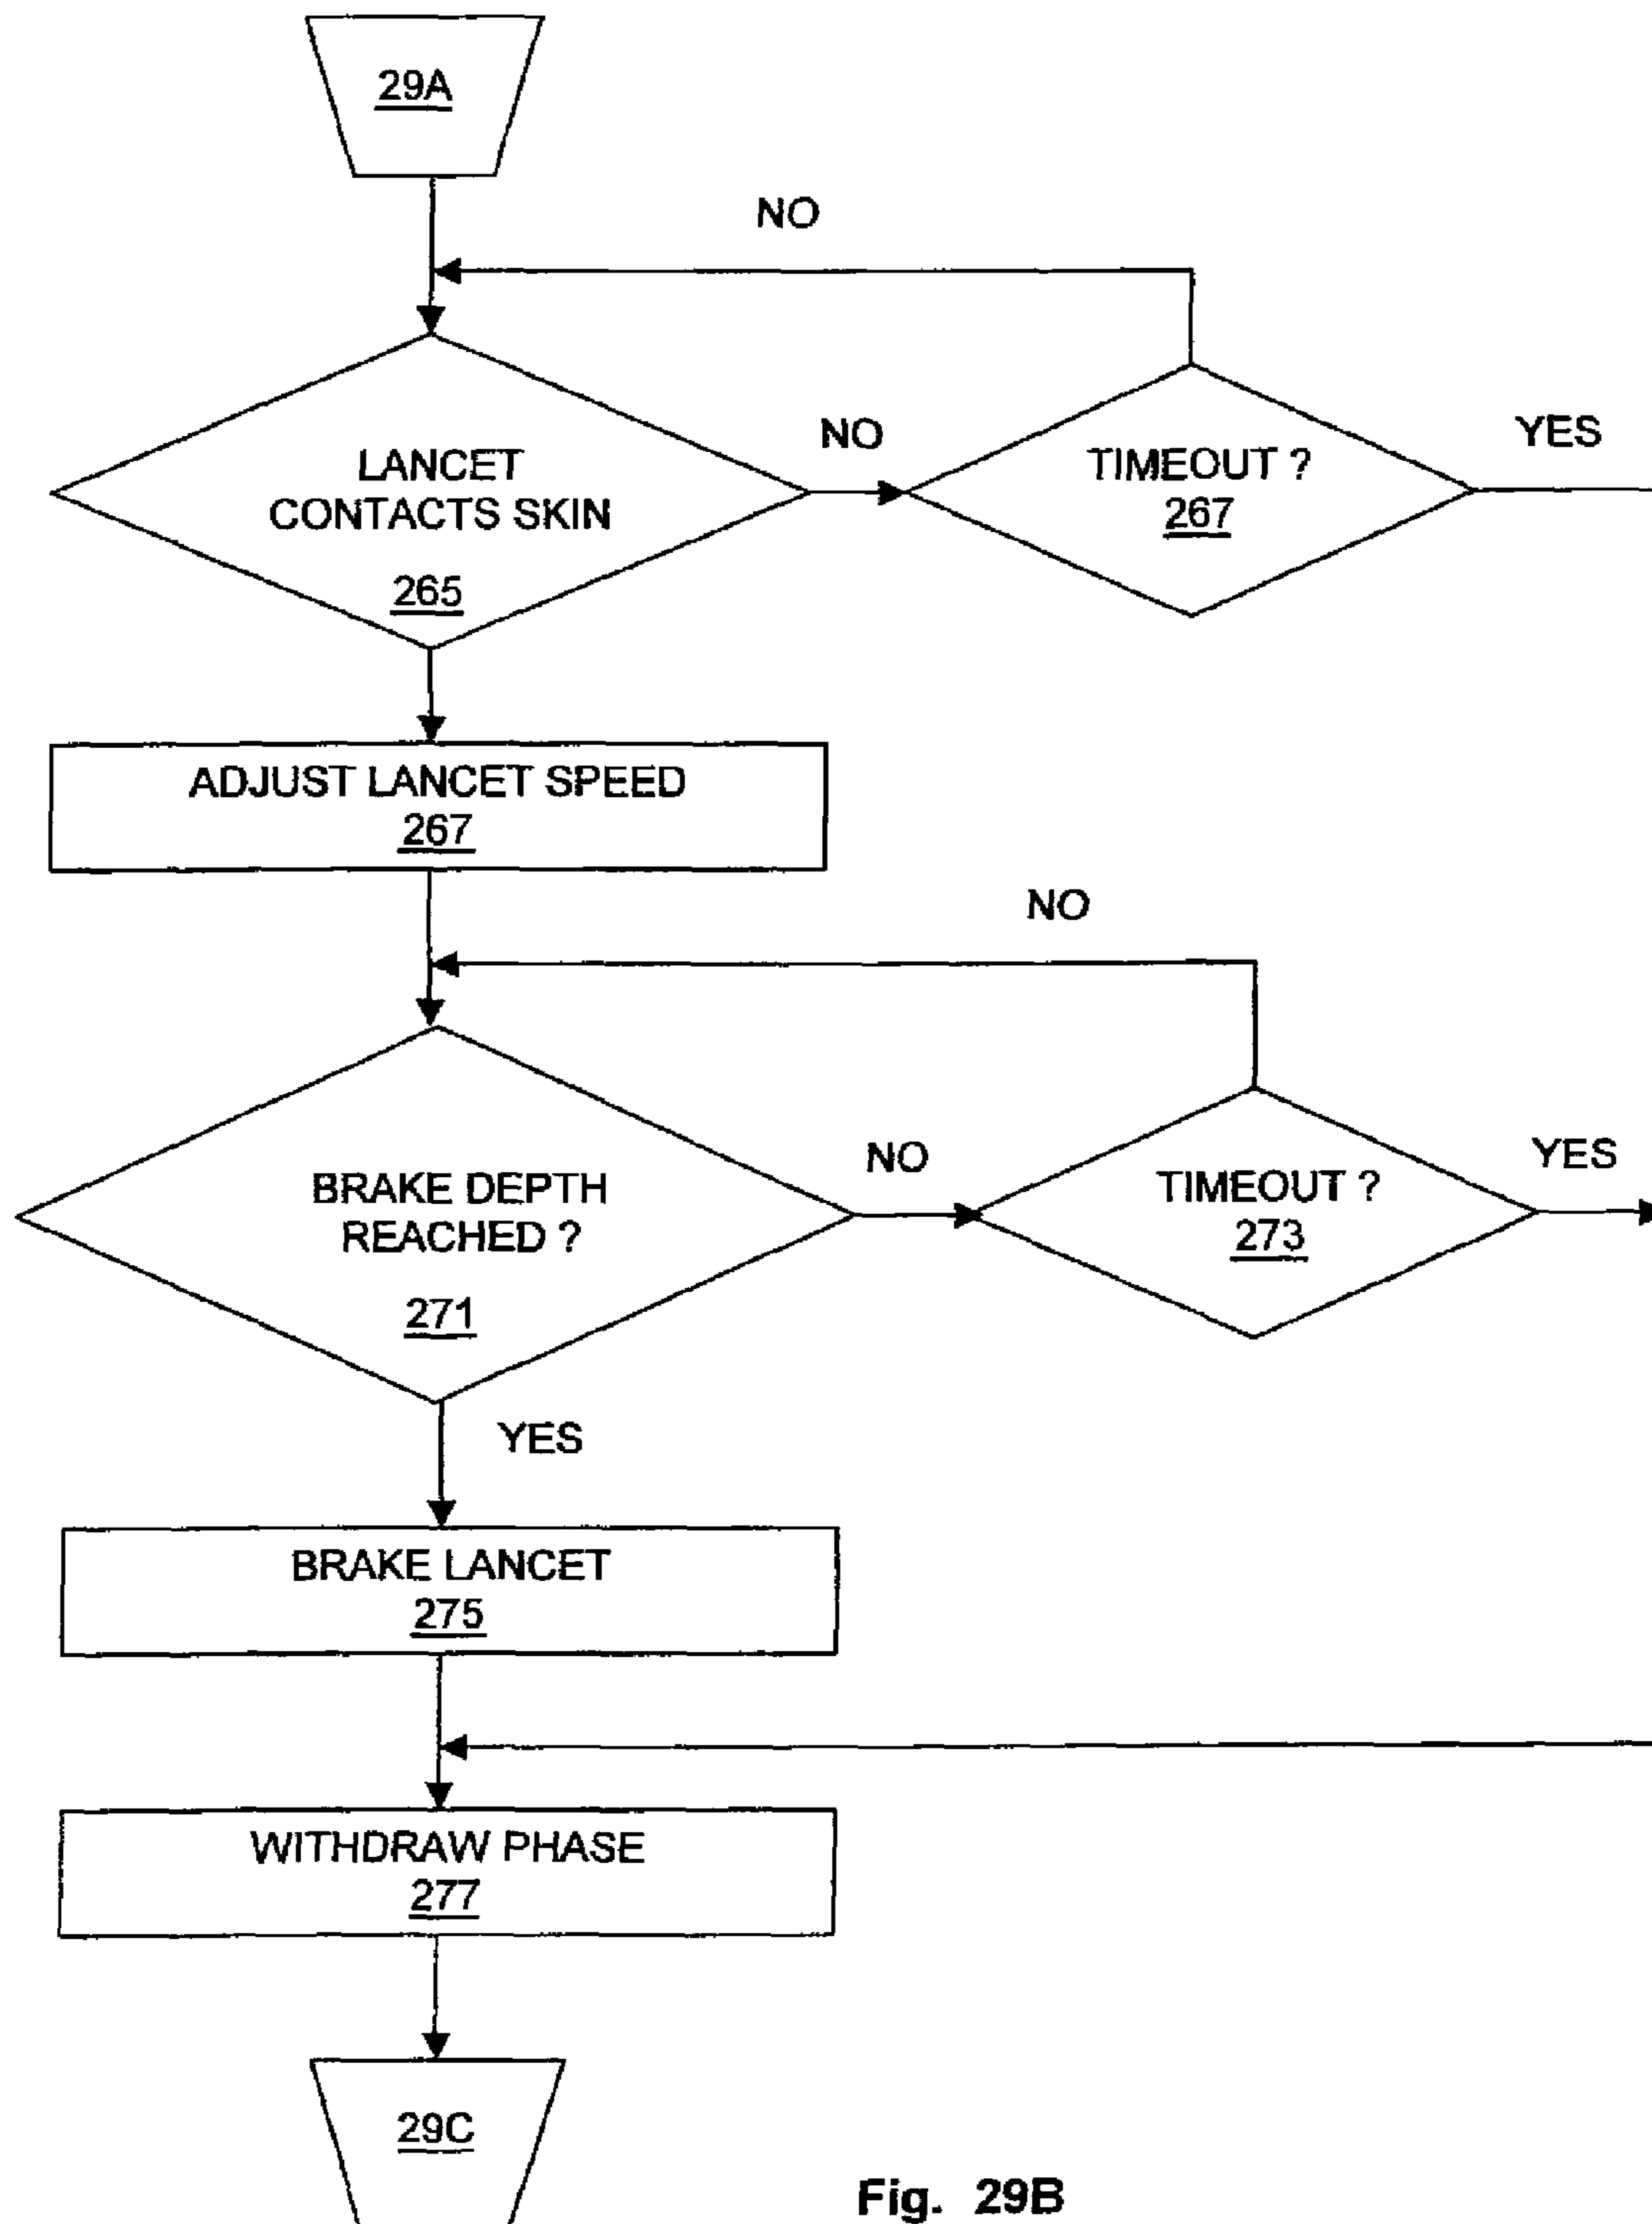 29A
NO
LANCET
CONTACTS SKIN
265
NO
TIMEOUT ?
267
YES
ADJUST LANCET SPEED
267
NO
BRAKE DEPTH
REACHED ?
271
NO
TIMEOUT ?
273
YES
YES
BRAKE LANCET
275
WITHDRAW PHASE
277
29C
Fig. 29B